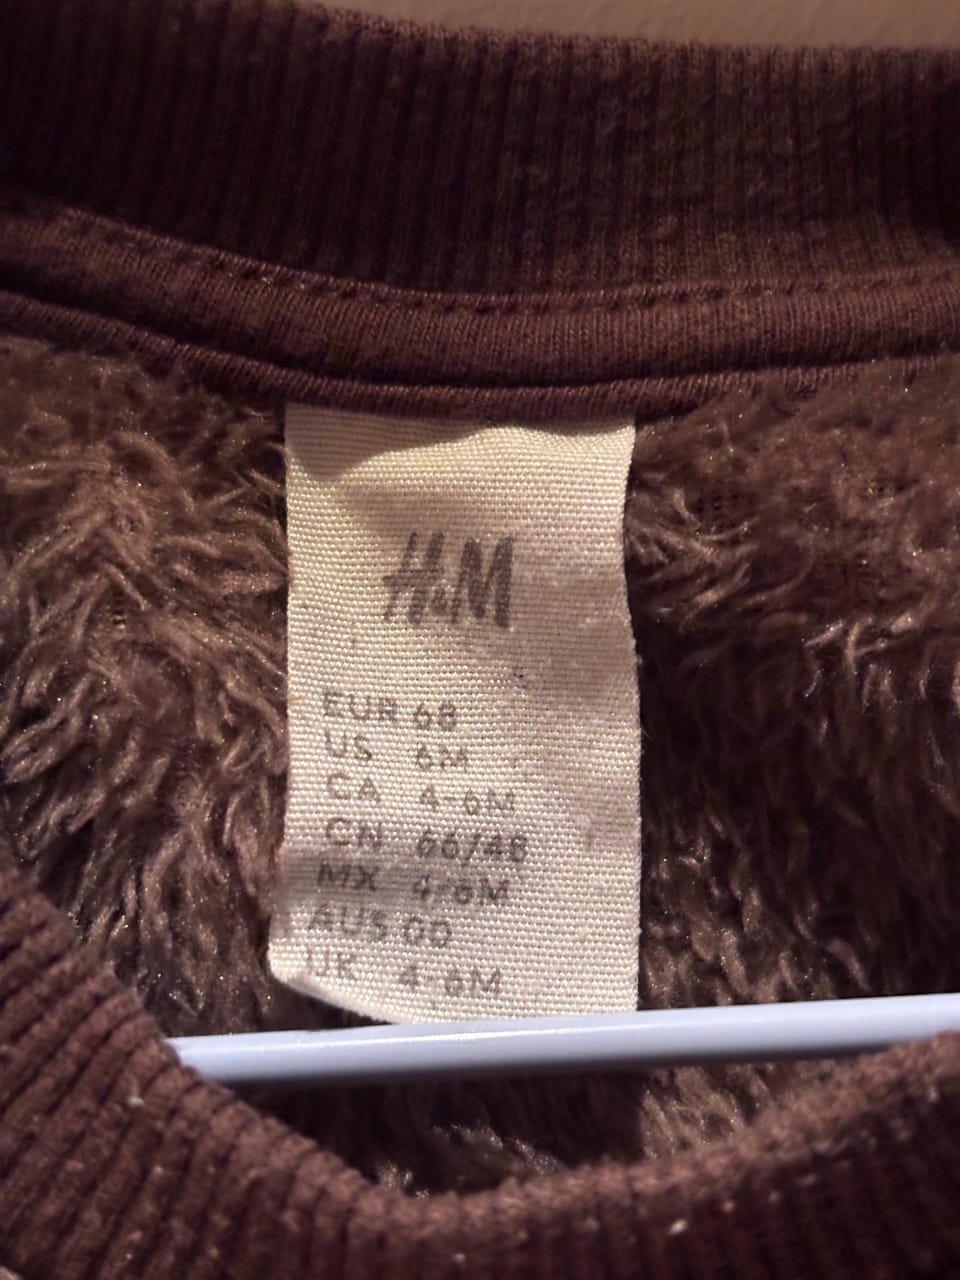 H&M
EUR 68
US 6M
CA 4-6M
CN 66/48
MX 4-6M
AUS 00
UK 4-6M